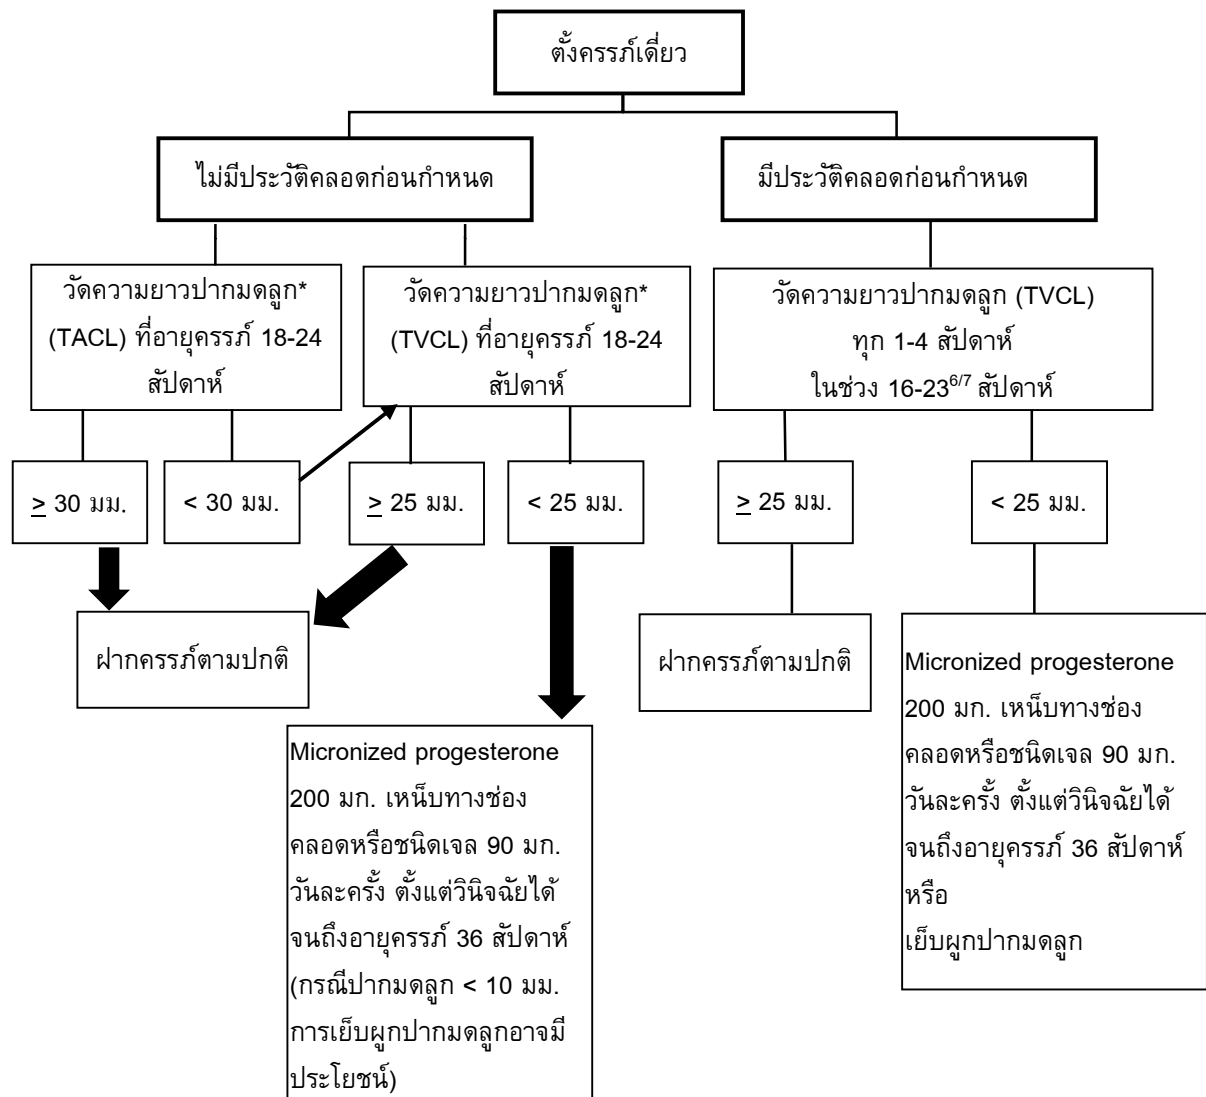 ตั้งครรภ์เดี่ยว
ไม่มีประวัติคลอดก่อนกำหนด
มีประวัติคลอดก่อนกำหนด
วัดความยาวปากมดลูก*
(TACL) ที่อายุครรภ์ 18-24
สัปดาห์
วัดความยาวปากมดลูก*
(TVCL) ที่อายุครรภ์ 18-24
สัปดาห์
วัดความยาวปากมดลูก (TVCL)
ทุก 1-4 สัปดาห์
ในช่วง 16-23⁶ᐟ⁷ สัปดาห์
≥ 30 มม.
< 30 มม.
≥ 25 มม.
< 25 มม.
≥ 25 มม.
< 25 มม.
ฝากครรภ์ตามปกติ
ฝากครรภ์ตามปกติ
Micronized progesterone
200 มก. เหน็บทางช่อง
คลอดหรือชนิดเจล 90 มก.
วันละครั้ง ตั้งแต่วินิจฉัยได้
จนถึงอายุครรภ์ 36 สัปดาห์
หรือ
เย็บผูกปากมดลูก
Micronized progesterone
200 มก. เหน็บทางช่อง
คลอดหรือชนิดเจล 90 มก.
วันละครั้ง ตั้งแต่วินิจฉัยได้
จนถึงอายุครรภ์ 36 สัปดาห์
(กรณีปากมดลูก < 10 มม.
การเย็บผูกปากมดลูกอาจมี
ประโยชน์)